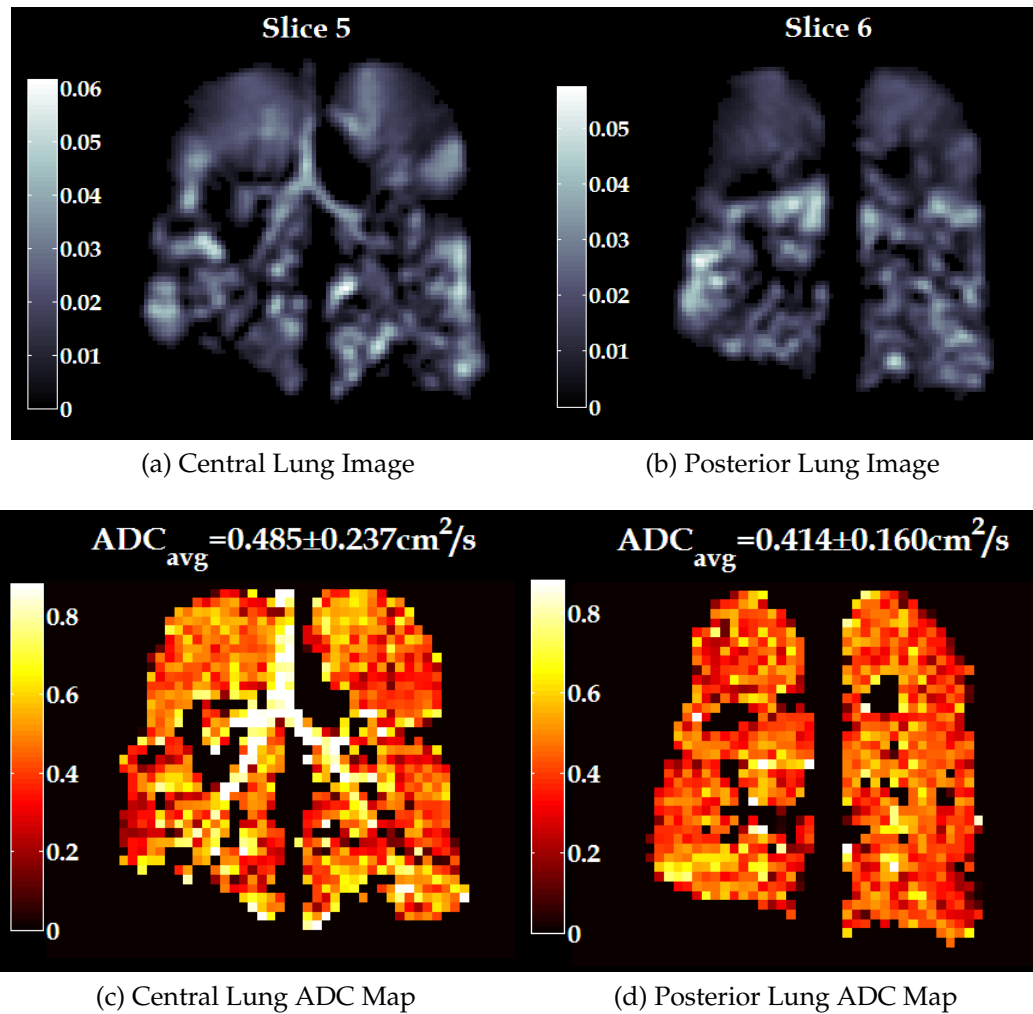 Slice 5
Slice 6
0.06
0.05
0.04
0.03
0.02
0.01
0
0.05
0.04
0.03
0.02
0.01
0
(a) Central Lung Image
(b) Posterior Lung Image
ADCavg=0.485±0.237cm²/s
ADCavg=0.414±0.160cm²/s
0.8
0.6
0.4
0.2
0
0.8
0.6
0.4
0.2
0
(c) Central Lung ADC Map
(d) Posterior Lung ADC Map